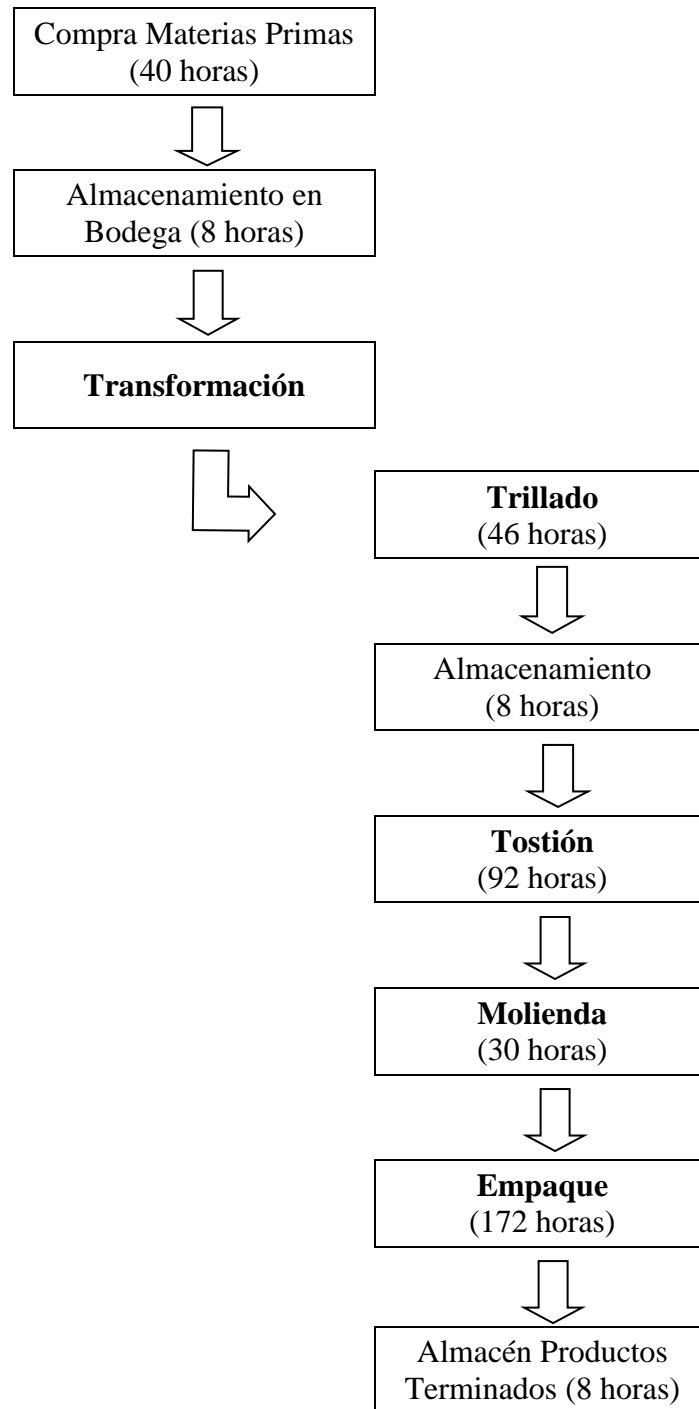 Compra Materias Primas
(40 horas)
Almacenamiento en
Bodega (8 horas)
Transformación
Trillado
(46 horas)
Almacenamiento
(8 horas)
Tostión
(92 horas)
Molienda
(30 horas)
Empaque
(172 horas)
Almacén Productos
Terminados (8 horas)